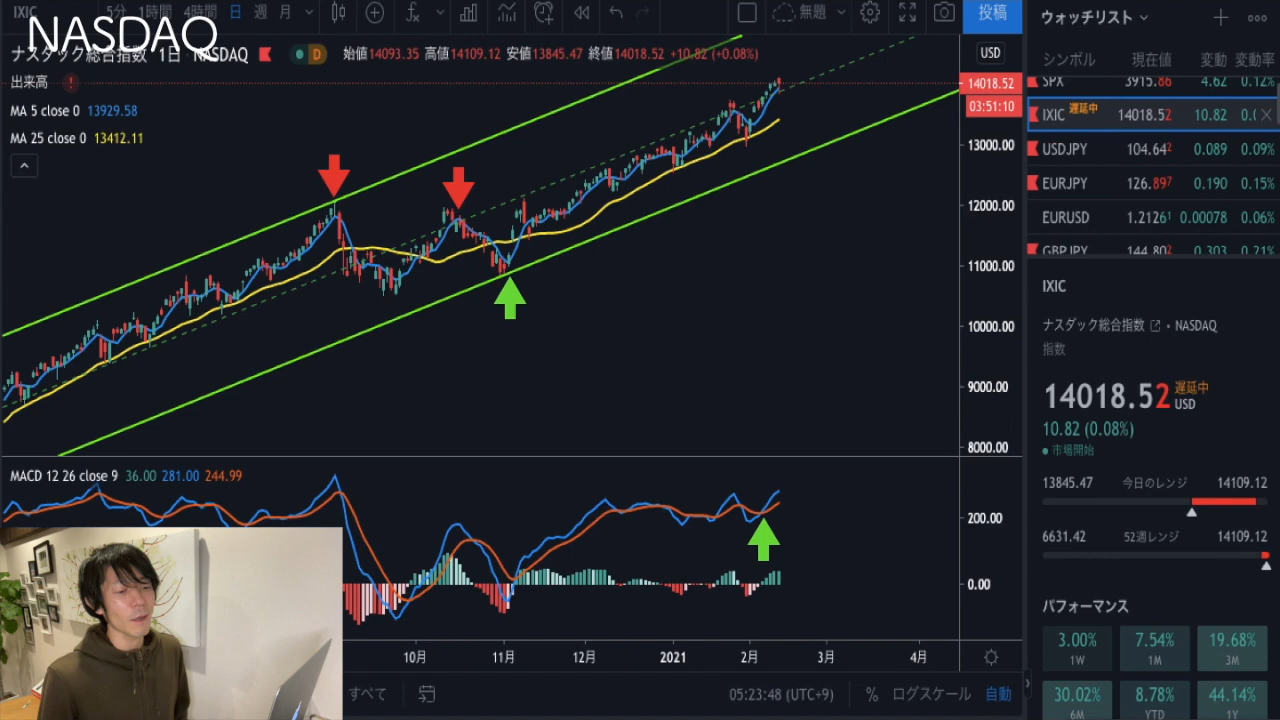 IXIC 5分 1時間 4時間 日 週 月 無題 投稿
NASDAQ
ナスダック総合指数 1日 NASDAQ D 始値14093.35 高値14109.12 安値13845.47 終値14018.52 +10.82 (+0.08%)
出来高
MA 5 close 0 13929.58
MA 25 close 0 13412.11
USD
14018.52
03:51:10
13000.00
12000.00
11000.00
10000.00
9000.00
8000.00
MACD 12 26 close 9 36.00 281.00 244.99
200.00
0.00
10月 11月 12月 2021 2月 3月 4月
すべて 05:23:48 (UTC+9) % ログスケール 自動
ウォッチリスト
シンボル 現在値 変動 変動率
SPX 3915.86 4.62 0.12%
IXIC 遅延中 14018.52 10.82
USDJPY 104.642 0.089 0.09%
EURJPY 126.897 0.190 0.15%
EURUSD 1.21261 0.00078 0.06%
GBPJPY 144.802 0.303 0.21%
IXIC
ナスダック総合指数 • NASDAQ
指数
14018.52 遅延中 USD
10.82 (0.08%)
市場開始
13845.47 今日のレンジ 14109.12
6631.42 52週レンジ 14109.12
パフォーマンス
3.00% 7.54% 19.68%
1W 1M 3M
30.02% 8.78% 44.14%
6M YTD 1Y